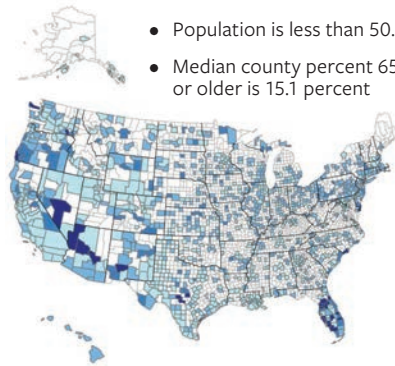 • Population is less than 50.
• Median county percent 65
or older is 15.1 percent